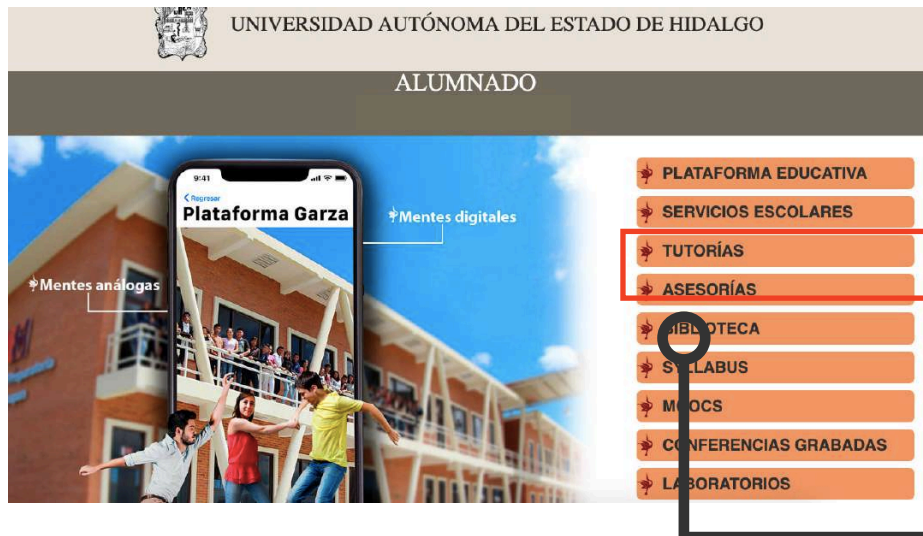 UNIVERSIDAD AUTÓNOMA DEL ESTADO DE HIDALGO
ALUMNADO
9:41
Regresar
Plataforma Garza
Mentes digitales
Mentes análogas
PLATAFORMA EDUCATIVA
SERVICIOS ESCOLARES
TUTORÍAS
ASESORÍAS
BIBLIOTECA
SYLLABUS
MOOCS
CONFERENCIAS GRABADAS
LABORATORIOS